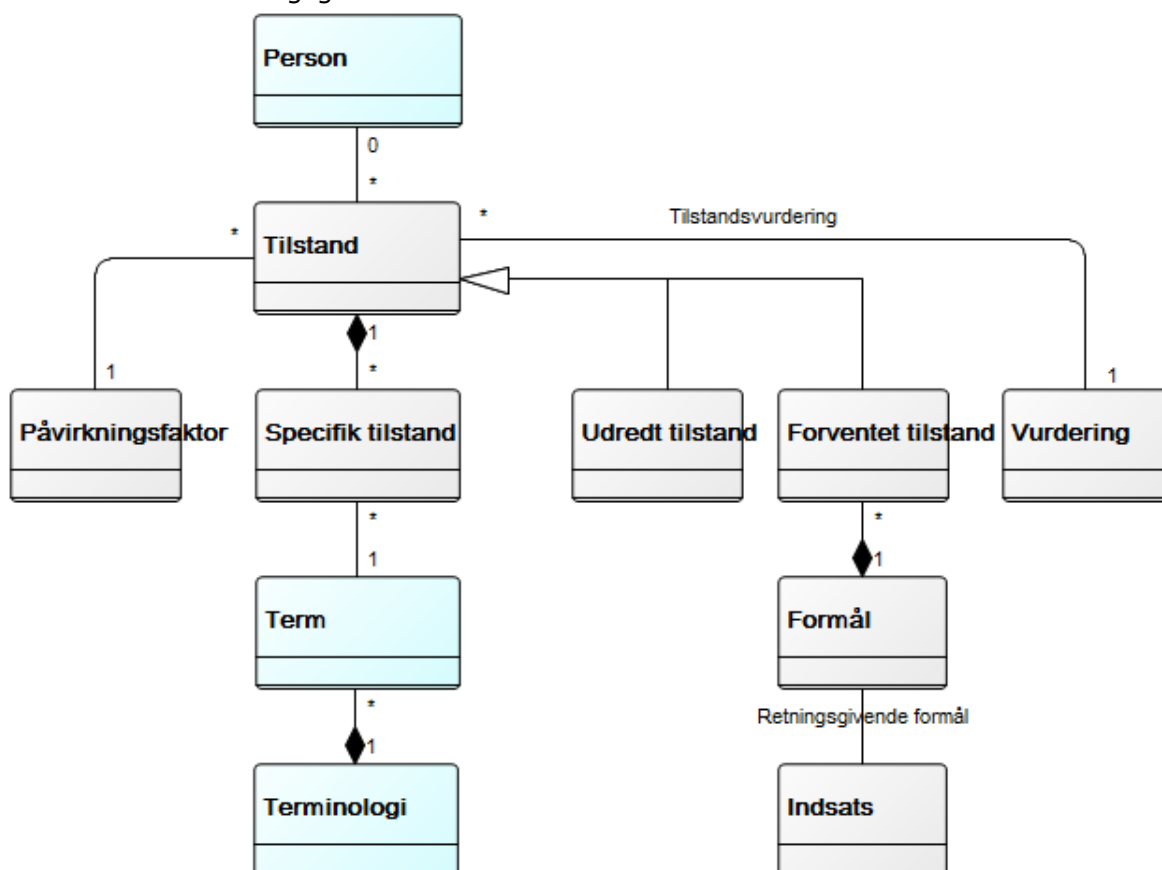 Person
0
*
Tilstand
*
*
Tilstandsvurdering
1
*
1
1
Påvirkningsfaktor
Specifik tilstand
Udredt tilstand
Forventet tilstand
Vurdering
*
1
*
1
Term
Formål
*
1
Retningsgivende formål
Terminologi
Indsats